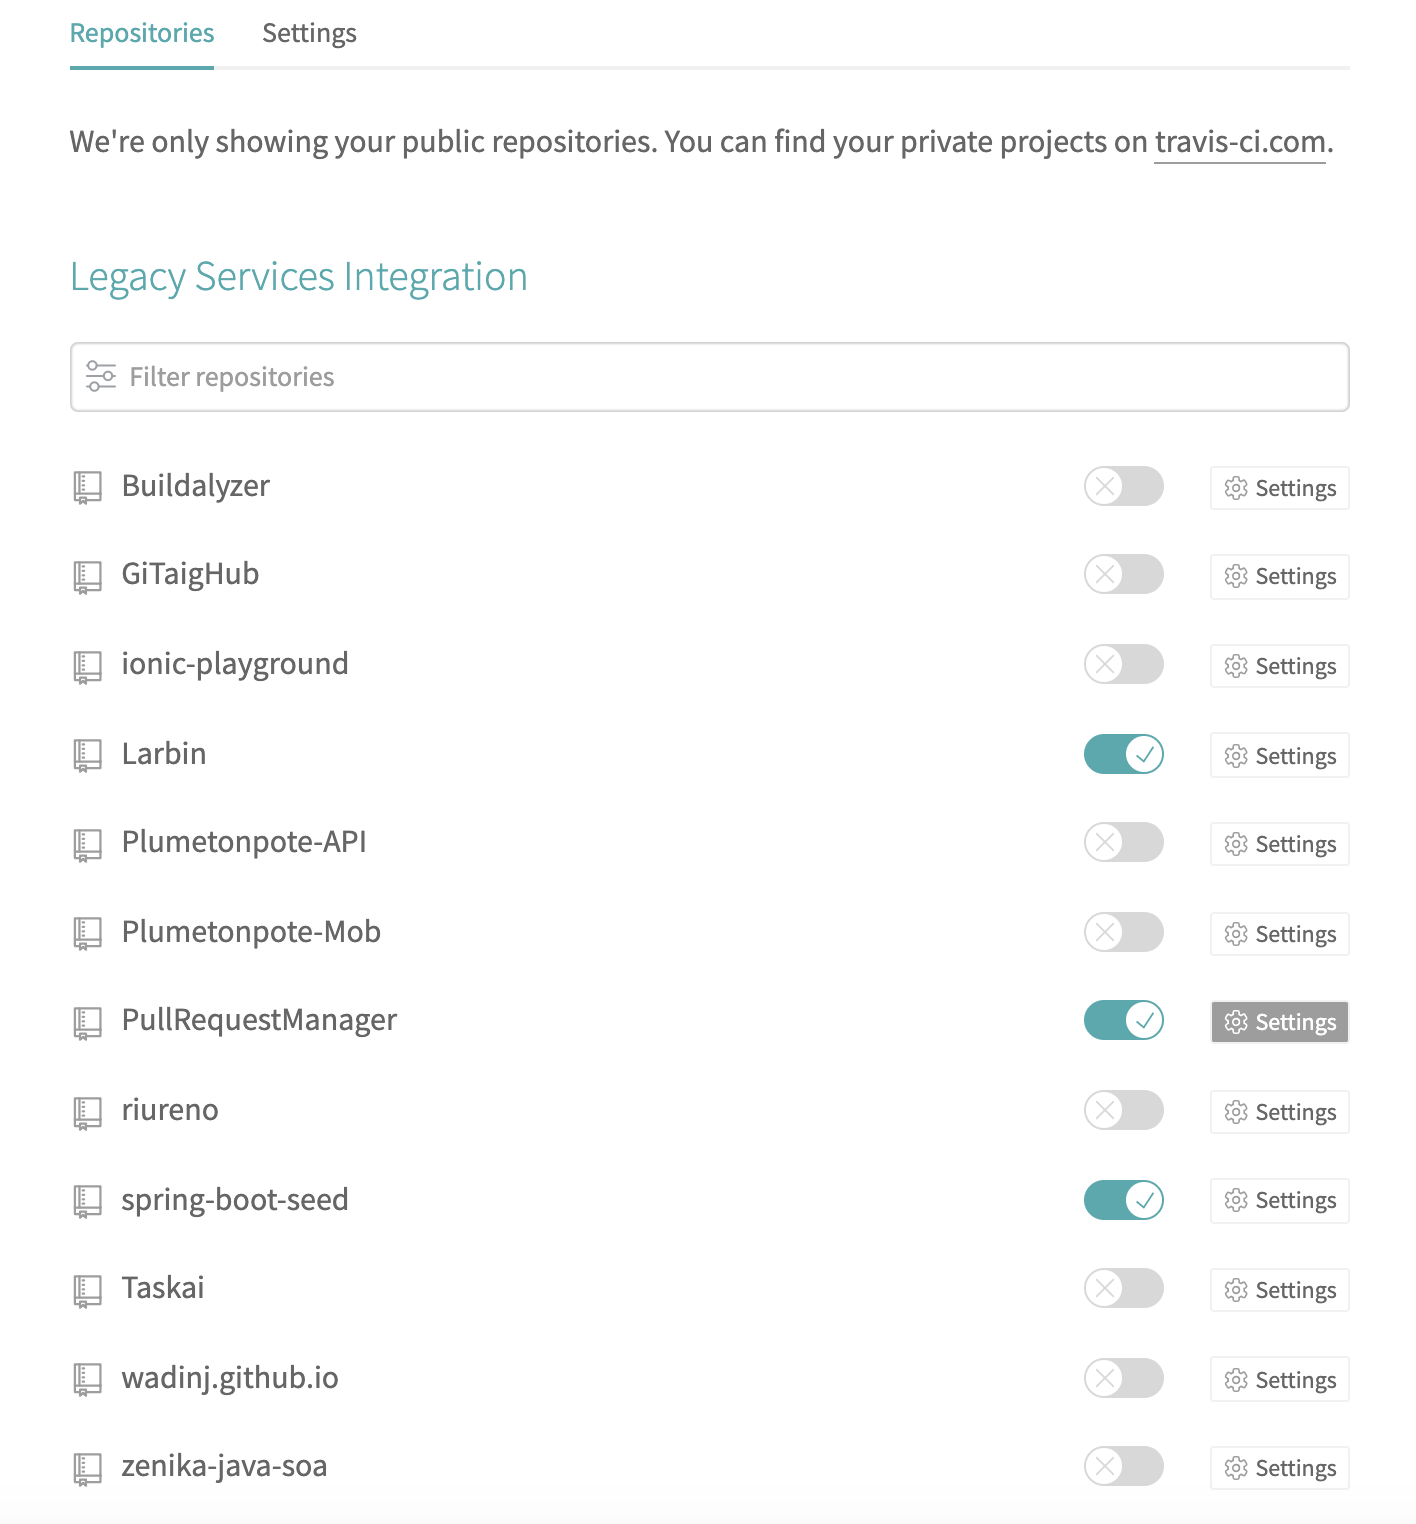 Repositories Settings
We're only showing your public repositories. You can find your private projects on travis-ci.com.
Legacy Services Integration
Filter repositories
Buildalyzer Settings
GiTaigHub Settings
ionic-playground Settings
Larbin Settings
Plumetonpote-API Settings
Plumetonpote-Mob Settings
PullRequestManager Settings
riureno Settings
spring-boot-seed Settings
Taskai Settings
wadinj.github.io Settings
zenika-java-soa Settings